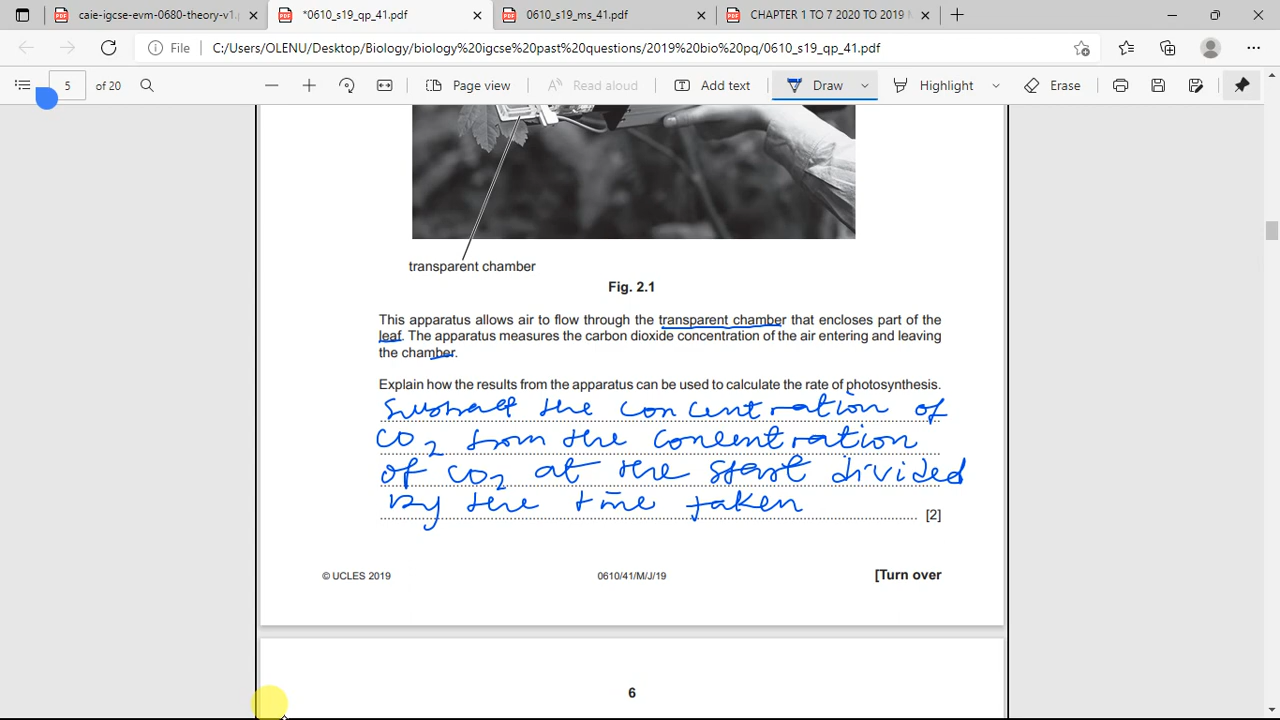 caie-igcse-evm-0680-theory-v1.p
*0610_s19_qp_41.pdf
0610_s19_ms_41.pdf
CHAPTER 1 TO 7 2020 TO 2019 M
File
C:/Users/OLENU/Desktop/Biology/biology%20igcse%20past%20questions/2019%20bio%20pq/0610_s19_qp_41.pdf
5 of 20
Page view
Read aloud
Add text
Draw
Highlight
Erase
transparent chamber
Fig. 2.1
This apparatus allows air to flow through the transparent chamber that encloses part of the
leaf. The apparatus measures the carbon dioxide concentration of the air entering and leaving
the chamber.
Explain how the results from the apparatus can be used to calculate the rate of photosynthesis.
the concentration of
CO2 from the concentration
of CO2 at the start divided
by the time taken
[2]
© UCLES 2019
0610/41/M/J/19
[Turn over
6